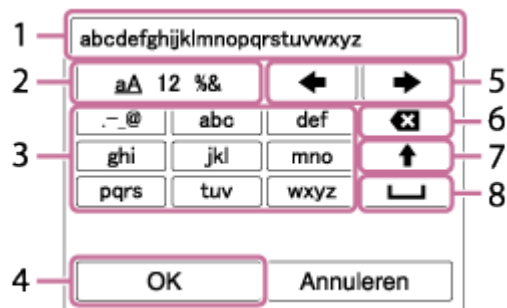 1 abcdefghijklmnopqrstuvwxyz
2 aA 12 %& 5
.-_@ abc def 6
3 ghi jkl mno 7
pqrs tuv wxyz 8
4 OK Annuleren